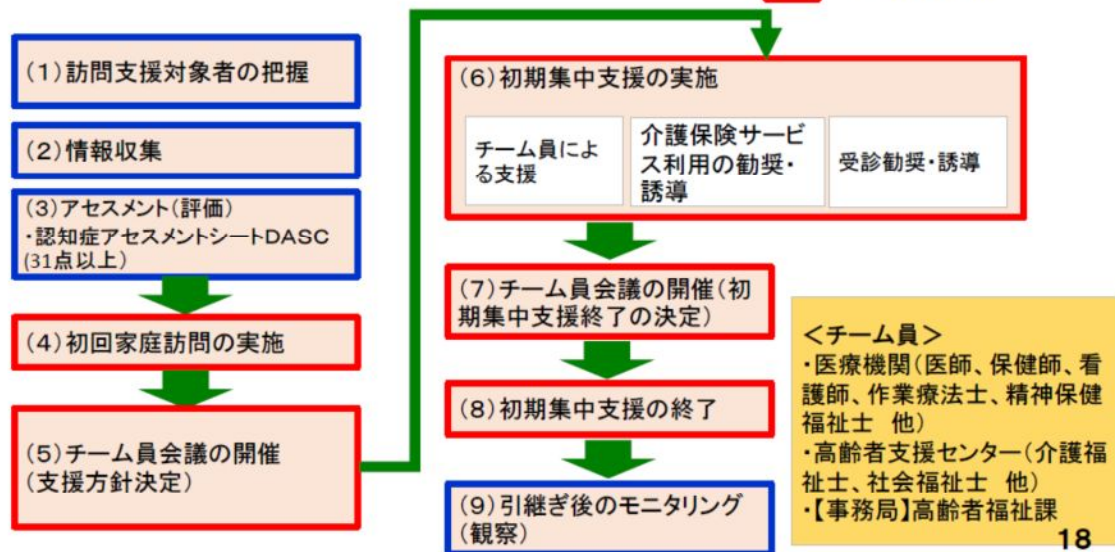 (1)訪問支援対象者の把握
(2)情報収集
(3)アセスメント(評価)
・認知症アセスメントシートDASC
(31点以上)
(4)初回家庭訪問の実施
(5)チーム員会議の開催
(支援方針決定)
(6)初期集中支援の実施
チーム員によ
る支援
介護保険サービ
ス利用の勧奨・
誘導
受診勧奨・誘導
(7)チーム員会議の開催(初
期集中支援終了の決定)
(8)初期集中支援の終了
(9)引継ぎ後のモニタリング
(観察)
<チーム員>
・医療機関(医師、保健師、看
護師、作業療法士、精神保健
福祉士 他)
・高齢者支援センター(介護福
祉士、社会福祉士 他)
・【事務局】高齢者福祉課
18